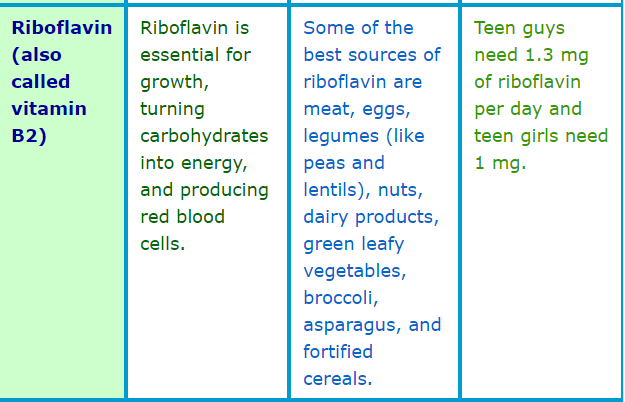 Riboflavin
(also
called
vitamin
B2)
Riboflavin is
essential for
growth,
turning
carbohydrates
into energy,
and producing
red blood
cells.
Some of the
best sources of
riboflavin are
meat, eggs,
legumes (like
peas and
lentils), nuts,
dairy products,
green leafy
vegetables,
broccoli,
asparagus, and
fortified
cereals.
Teen guys
need 1.3 mg
of riboflavin
per day and
teen girls need
1 mg.